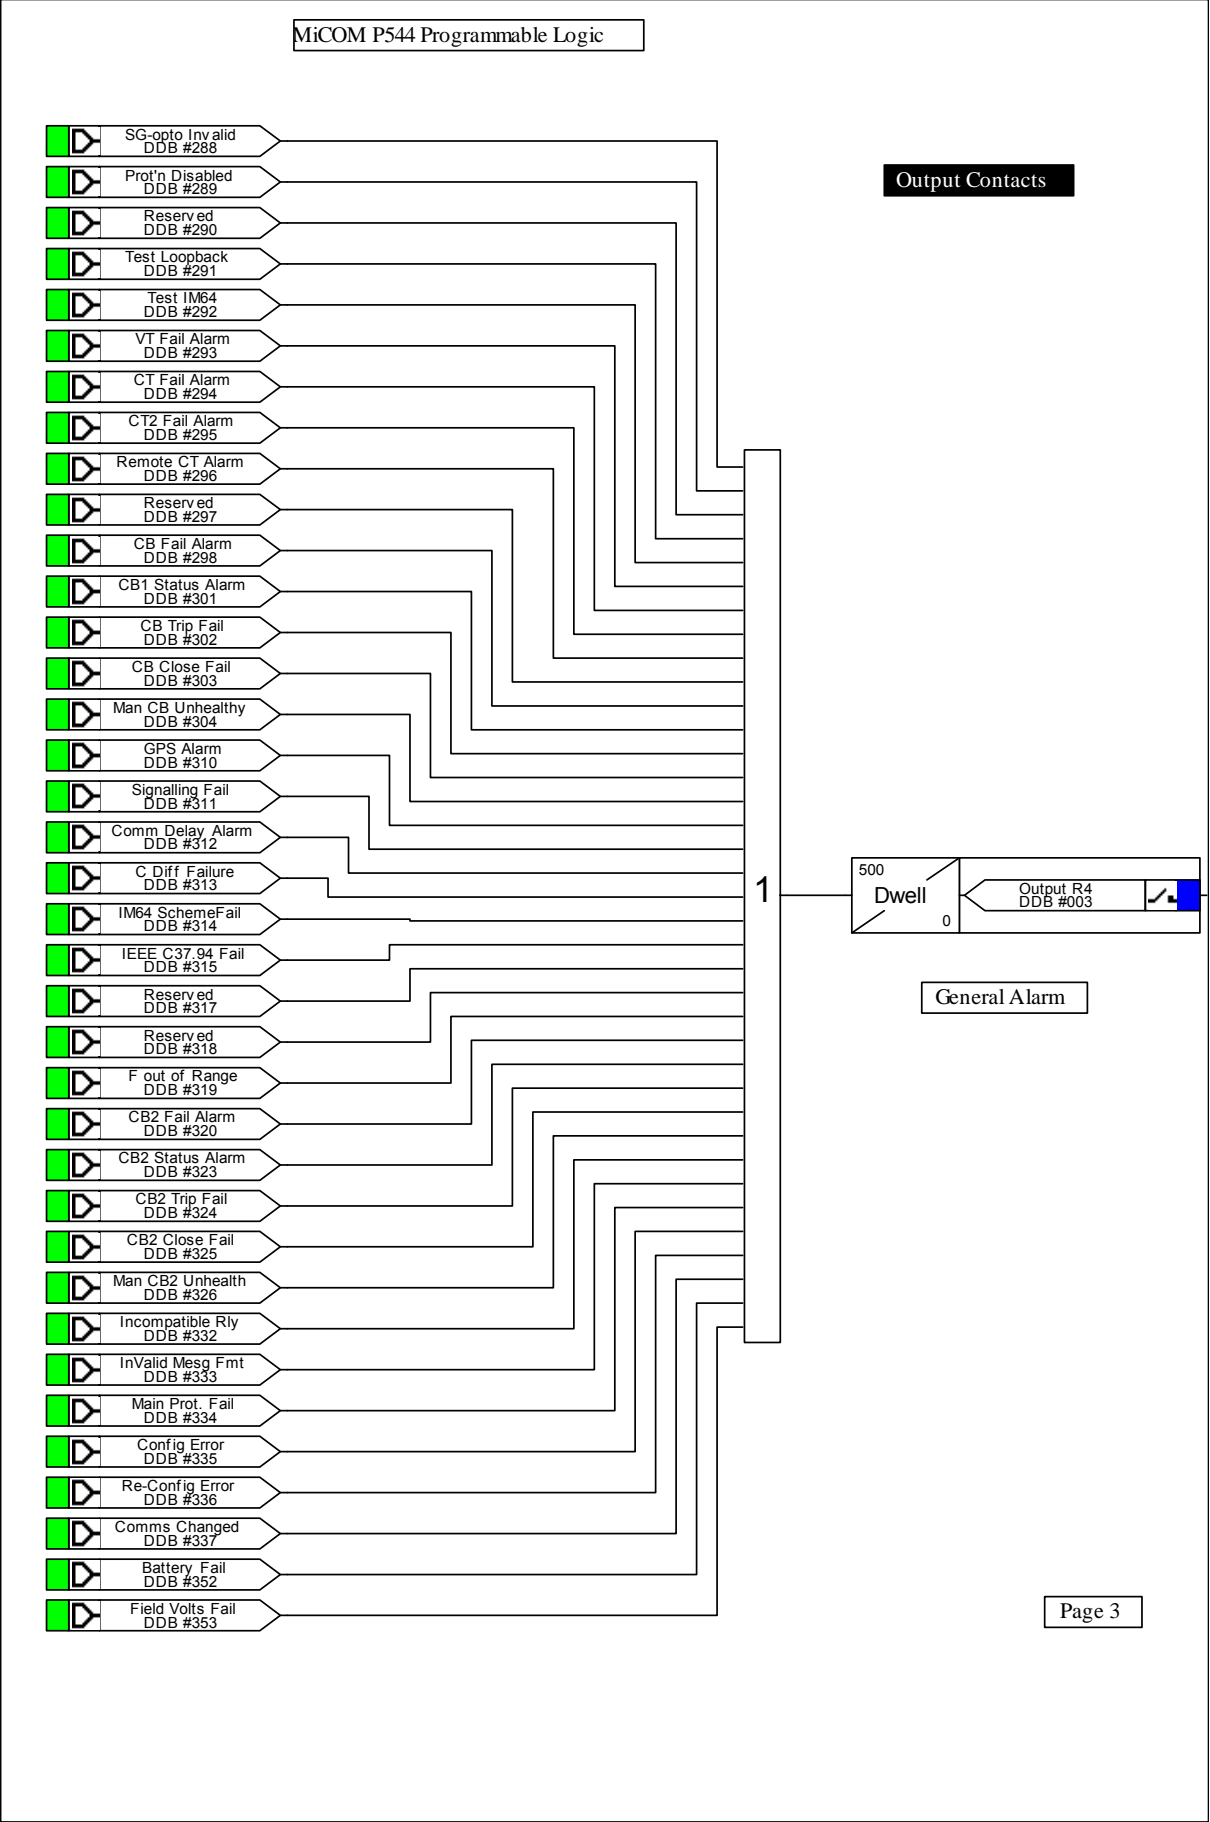 MiCOM P544 Programmable Logic
SG-opto Invalid
DDB #288
Output Contacts
Prot'n Disabled
DDB #289
Reserved
DDB #290
Test Loopback
DDB #291
Test IM64
DDB #292
VT Fail Alarm
DDB #293
CT Fail Alarm
DDB #294
CT2 Fail Alarm
DDB #295
Remote CT Alarm
DDB #296
Reserved
DDB #297
CB Fail Alarm
DDB #298
CB1 Status Alarm
DDB #301
CB Trip Fail
DDB #302
CB Close Fail
DDB #303
Man CB Unhealthy
DDB #304
GPS Alarm
DDB #310
Signalling Fail
DDB #311
Comm Delay Alarm
DDB #312
C Diff Failure
DDB #313
IM64 SchemeFail
DDB #314
IEEE C37.94 Fail
DDB #315
Reserved
DDB #317
Reserved
DDB #318
F out of Range
DDB #319
CB2 Fail Alarm
DDB #320
CB2 Status Alarm
DDB #323
CB2 Trip Fail
DDB #324
CB2 Close Fail
DDB #325
Man CB2 Unhealth
DDB #326
Incompatible Rly
DDB #332
InValid Mesg Fmt
DDB #333
Main Prot. Fail
DDB #334
Config Error
DDB #335
Re-Config Error
DDB #336
Comms Changed
DDB #337
Battery Fail
DDB #352
Field Volts Fail
DDB #353
1
500
Dwell
0
Output R4
DDB #003
General Alarm
Page 3